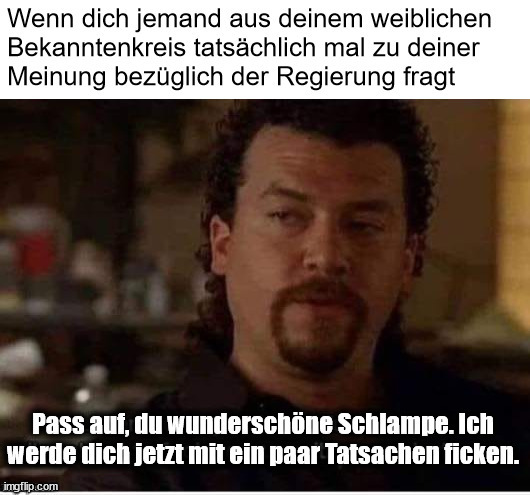 Wenn dich jemand aus deinem weiblichen
Bekanntenkreis tatsächlich mal zu deiner
Meinung bezüglich der Regierung fragt
Pass auf, du wunderschöne Schlampe. Ich
werde dich jetzt mit ein paar Tatsachen ficken.
imgflip.com